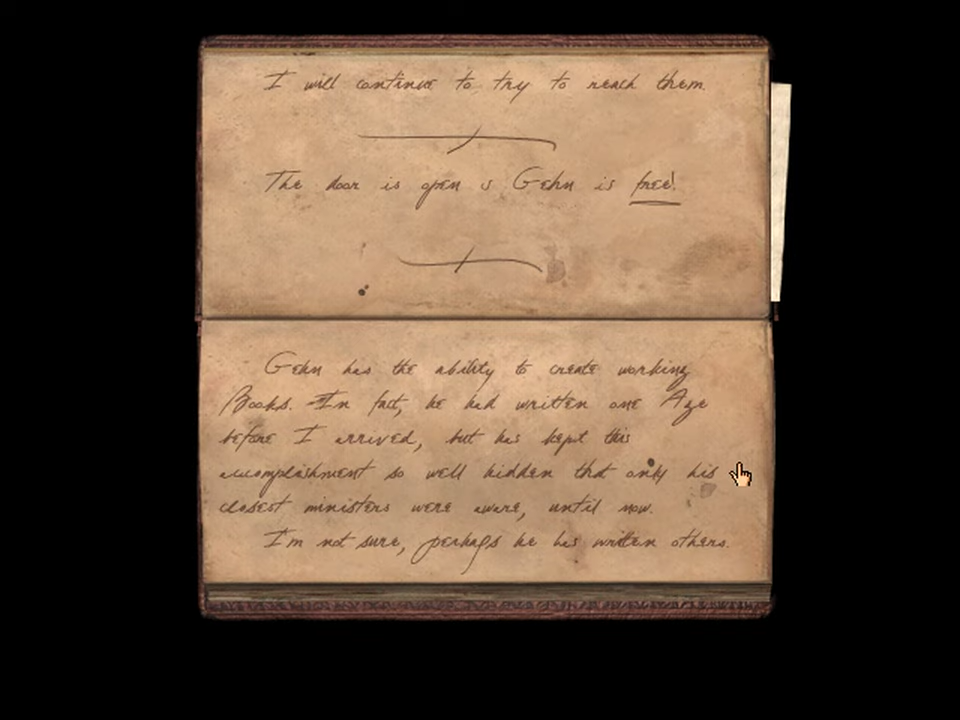 I will continue to try to reach them.
The door is open & Gehn is free!
Gehn has the ability to create working
Books. In fact, he had written one Age
before I arrived, but has kept this
accomplishment so well hidden that only his
closest ministers were aware, until now.
I'm not sure, perhaps he has written others.